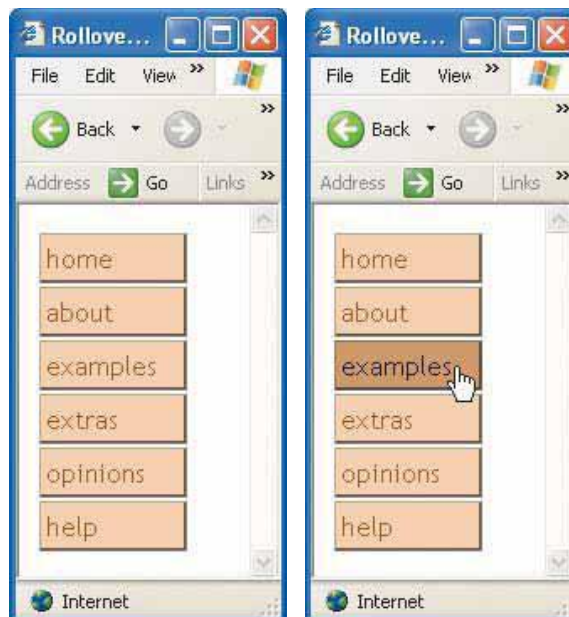 Rollove...
File Edit View »
Back »
Address Go Links »
home
about
examples
extras
opinions
help
Internet
Rollove...
File Edit View »
Back »
Address Go Links »
home
about
examples
extras
opinions
help
Internet